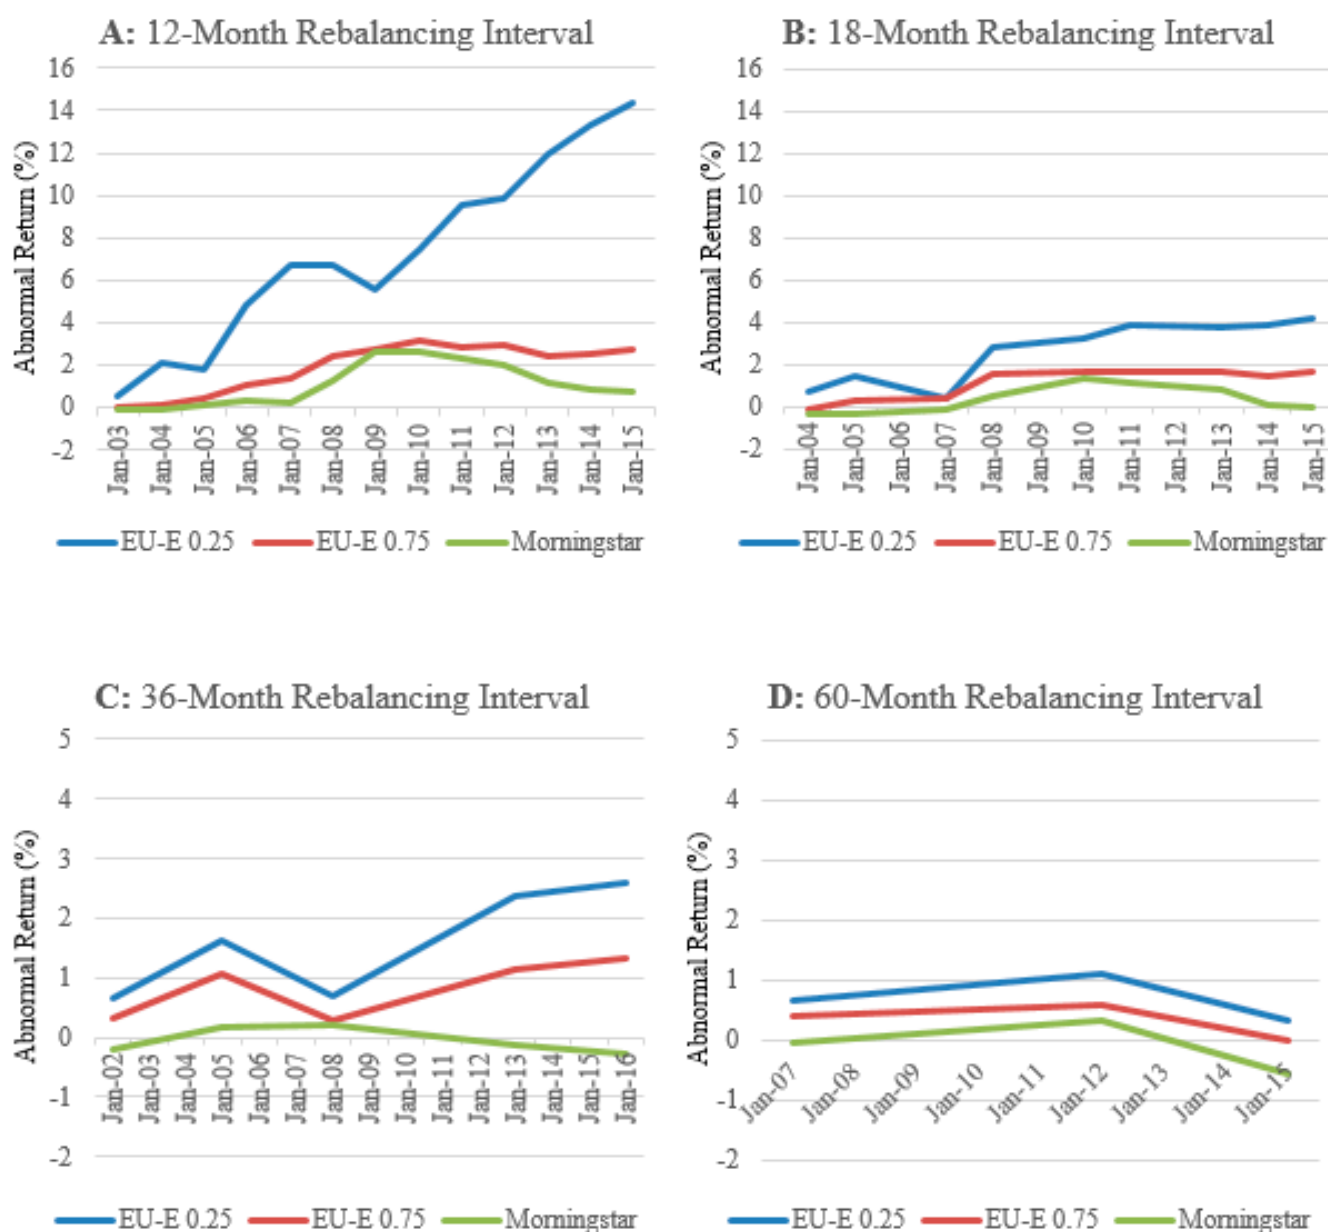 A: 12-Month Rebalancing Interval
Abnormal Return (%)
16
14
12
10
8
6
4
2
0
-2
Jan-03
Jan-04
Jan-05
Jan-06
Jan-07
Jan-08
Jan-09
Jan-10
Jan-11
Jan-12
Jan-13
Jan-14
Jan-15
EU-E 0.25 EU-E 0.75 Morningstar
B: 18-Month Rebalancing Interval
Abnormal Return (%)
16
14
12
10
8
6
4
2
0
-2
Jan-04
Jan-05
Jan-06
Jan-07
Jan-08
Jan-09
Jan-10
Jan-11
Jan-12
Jan-13
Jan-14
Jan-15
EU-E 0.25 EU-E 0.75 Morningstar
C: 36-Month Rebalancing Interval
Abnormal Return (%)
5
4
3
2
1
0
-1
-2
Jan-02
Jan-03
Jan-04
Jan-05
Jan-06
Jan-07
Jan-08
Jan-09
Jan-10
Jan-11
Jan-12
Jan-13
Jan-14
Jan-15
Jan-16
EU-E 0.25 EU-E 0.75 Morningstar
D: 60-Month Rebalancing Interval
Abnormal Return (%)
5
4
3
2
1
0
-1
-2
Jan-07
Jan-08
Jan-09
Jan-10
Jan-11
Jan-12
Jan-13
Jan-14
Jan-15
EU-E 0.25 EU-E 0.75 Morningstar